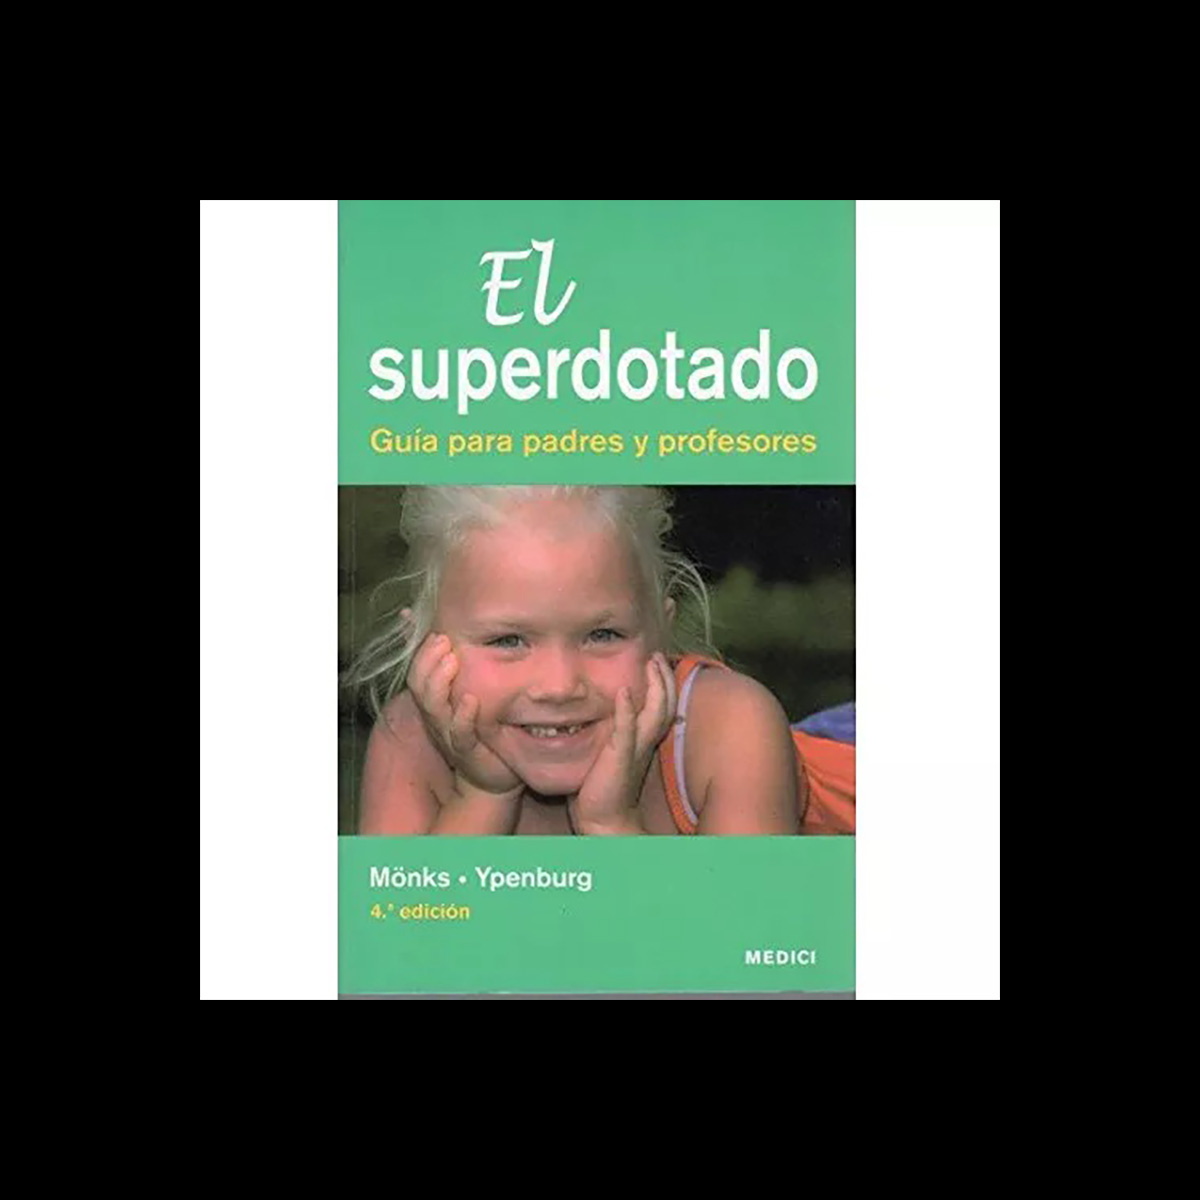 El
superdotado
Guía para padres y profesores
Mönks • Ypenburg
4.ª edición
MEDICI